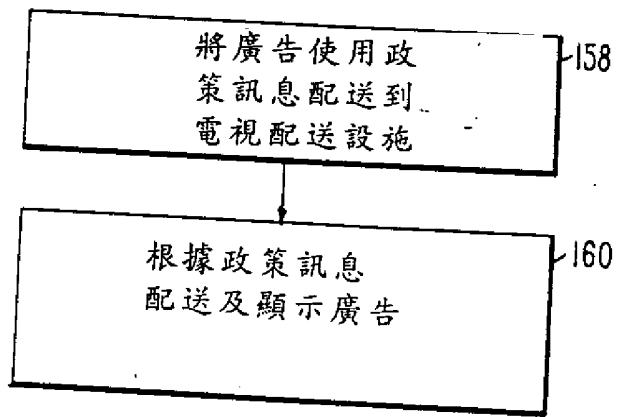 將廣告使用政
策訊息配送到
電視配送設施
158
根據政策訊息
配送及顯示廣告
160